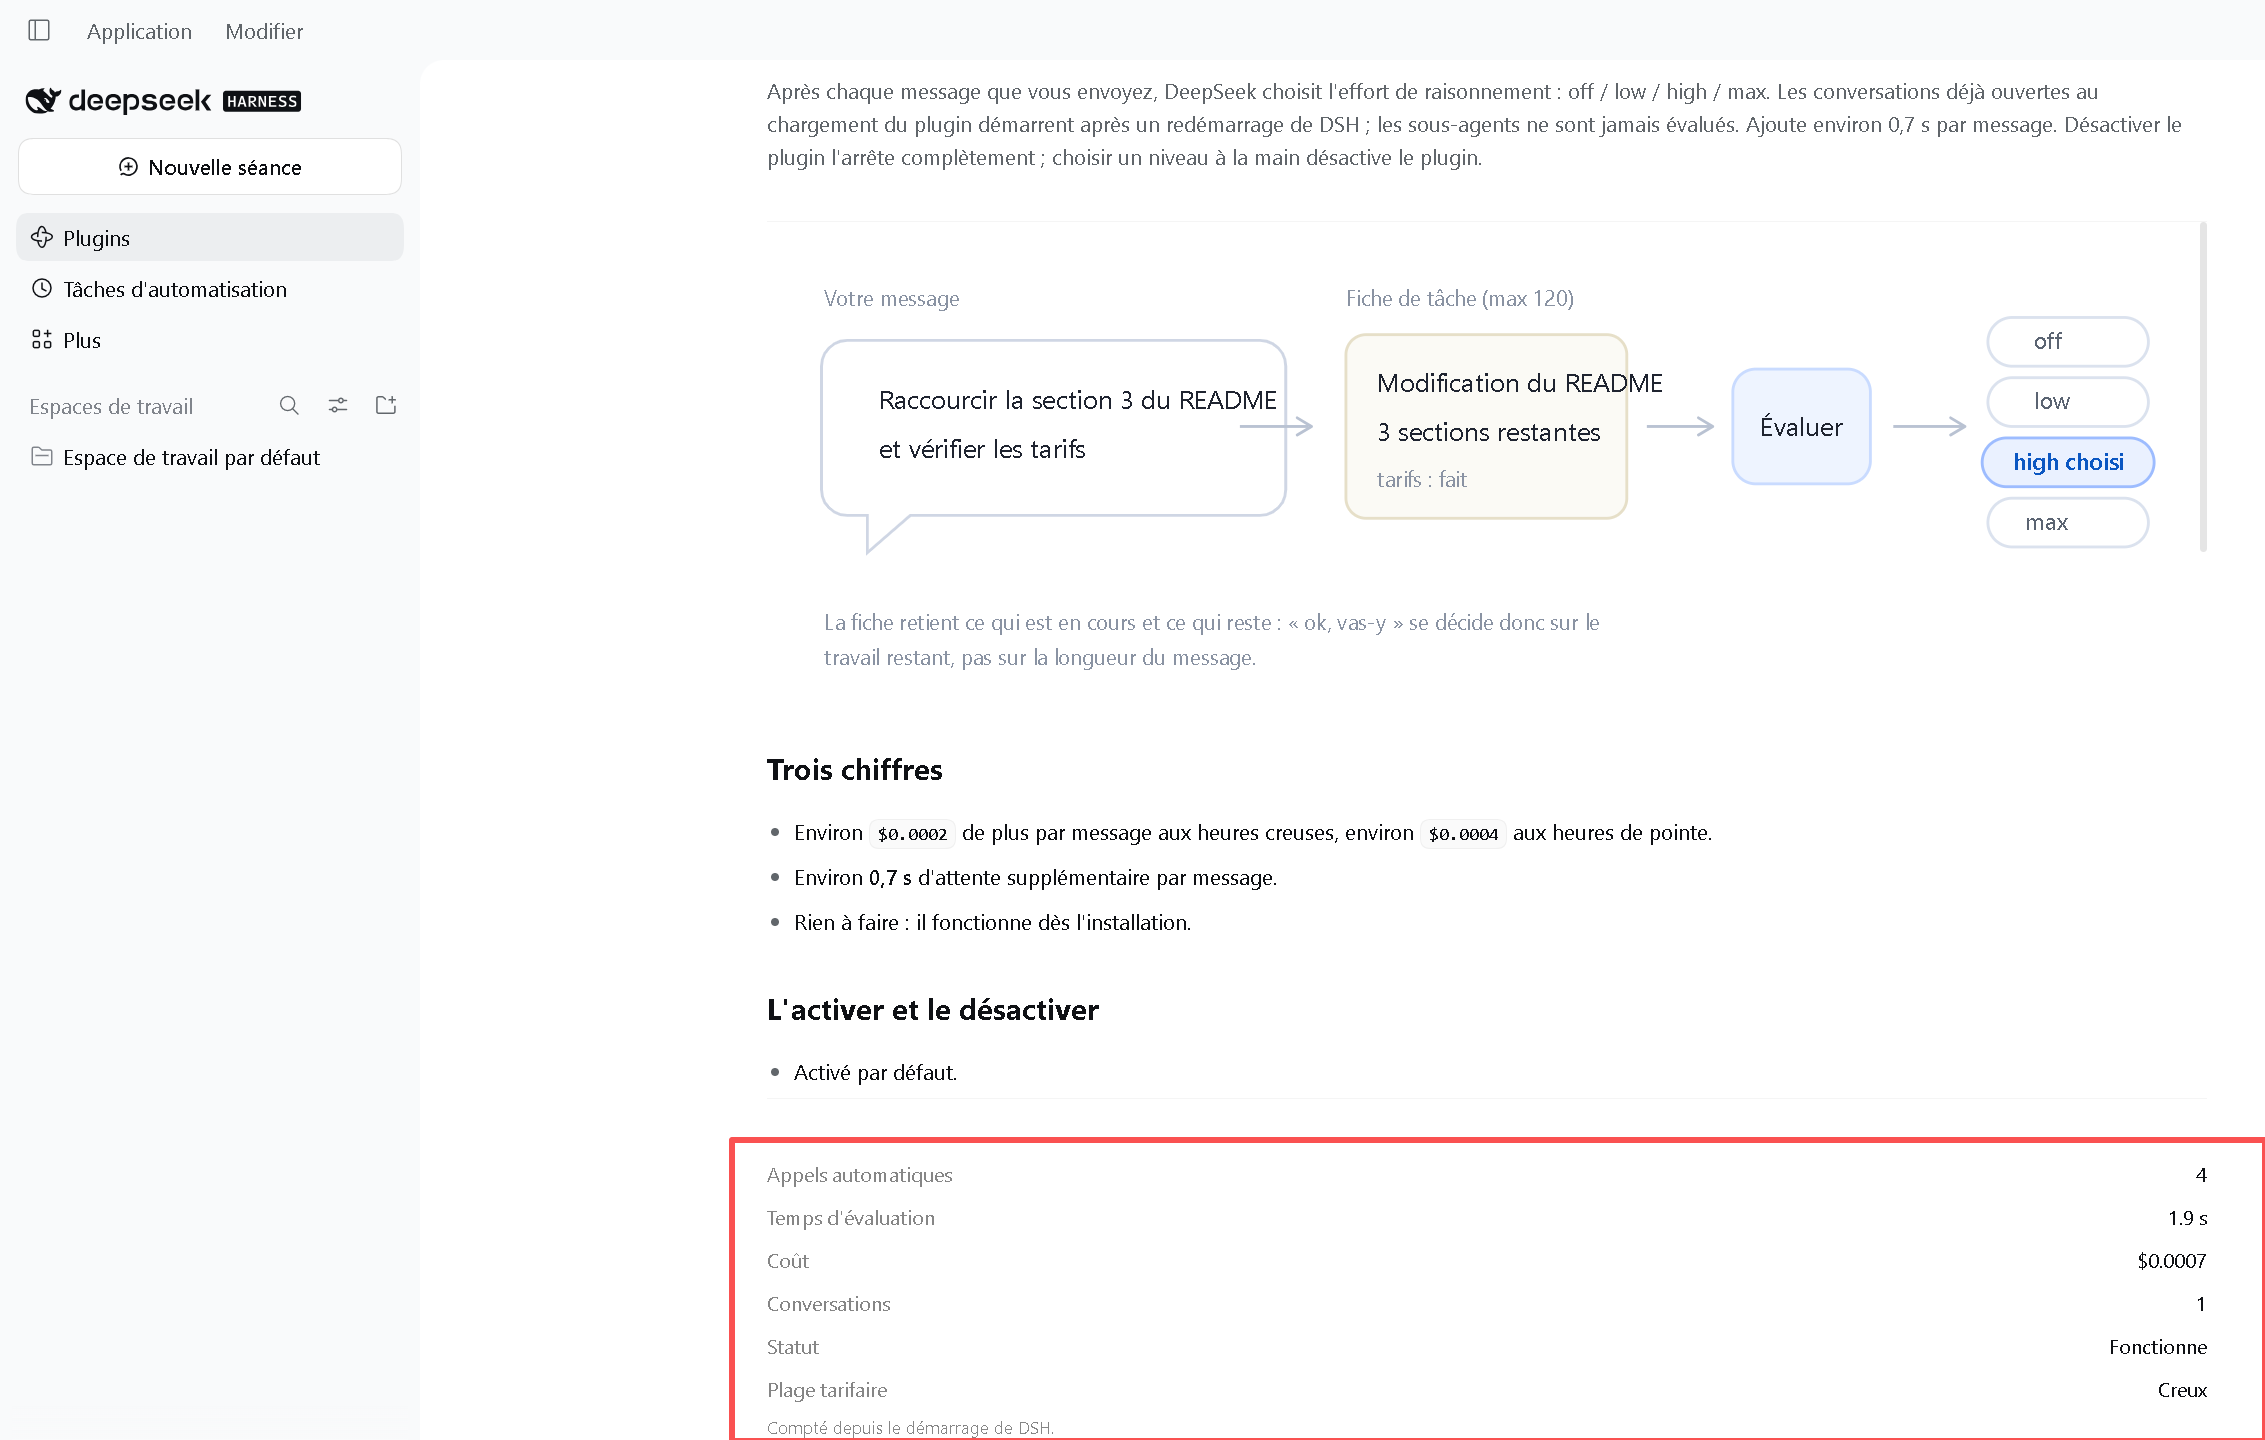 Application Modifier
deepseek HARNESS
Nouvelle séance
Plugins
Tâches d'automatisation
Plus
Espaces de travail
Espace de travail par défaut
Après chaque message que vous envoyez, DeepSeek choisit l'effort de raisonnement : off / low / high / max. Les conversations déjà ouvertes au
chargement du plugin démarrent après un redémarrage de DSH ; les sous-agents ne sont jamais évalués. Ajoute environ 0,7 s par message. Désactiver le
plugin l'arrête complètement ; choisir un niveau à la main désactive le plugin.
Votre message
Raccourcir la section 3 du README
et vérifier les tarifs
Fiche de tâche (max 120)
Modification du README
3 sections restantes
tarifs : fait
Évaluer
off
low
high choisi
max
La fiche retient ce qui est en cours et ce qui reste : « ok, vas-y » se décide donc sur le
travail restant, pas sur la longueur du message.
Trois chiffres
Environ $0.0002 de plus par message aux heures creuses, environ $0.0004 aux heures de pointe.
Environ 0,7 s d'attente supplémentaire par message.
Rien à faire : il fonctionne dès l'installation.
L'activer et le désactiver
Activé par défaut.
Appels automatiques 4
Temps d'évaluation 1.9 s
Coût $0.0007
Conversations 1
Statut Fonctionne
Plage tarifaire Creux
Compté depuis le démarrage de DSH.